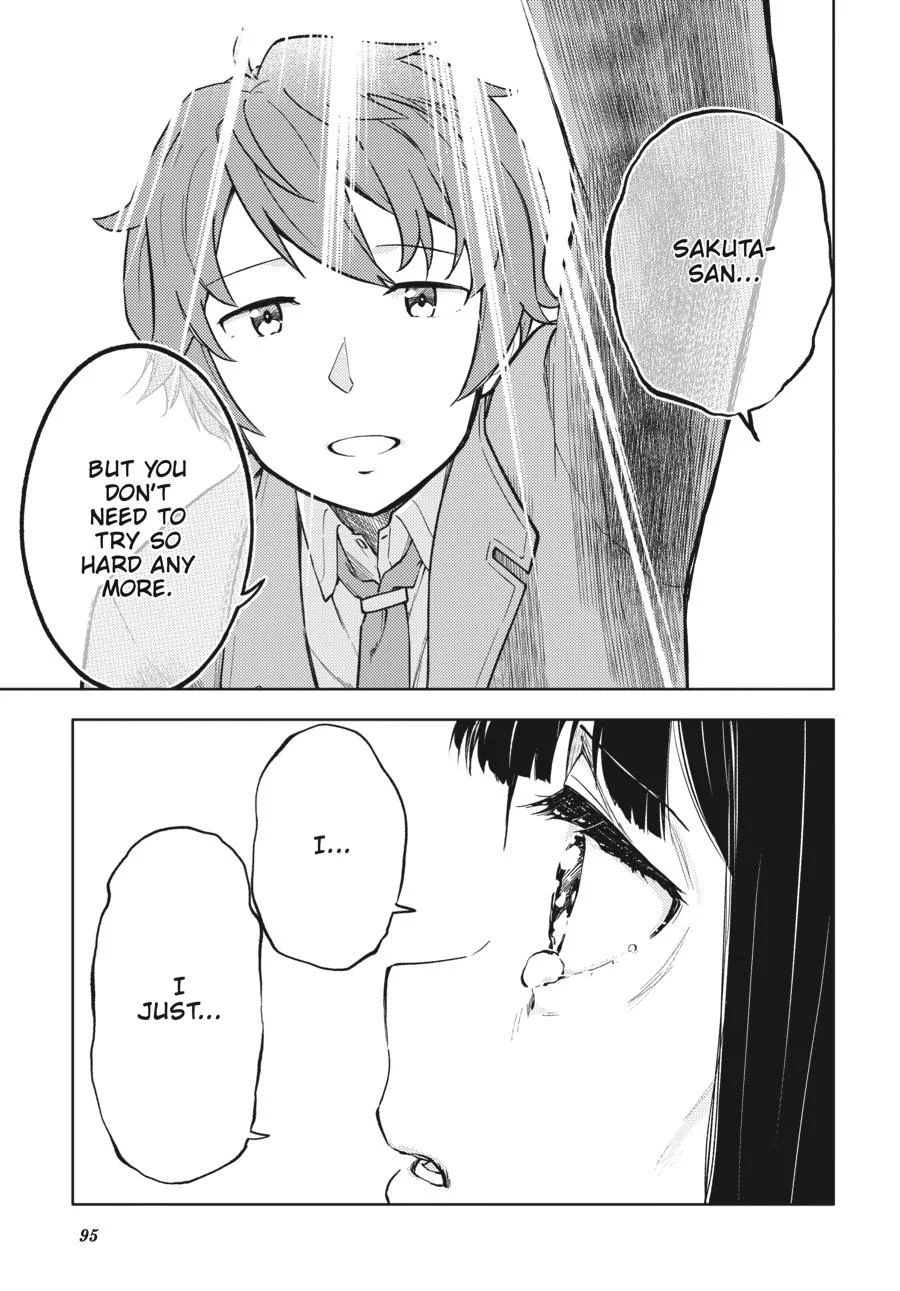 SAKUTA-
SAN...
BUT YOU
DON'T
NEED TO
TRY SO
HARD ANY
MORE.
I...
I
JUST...
95